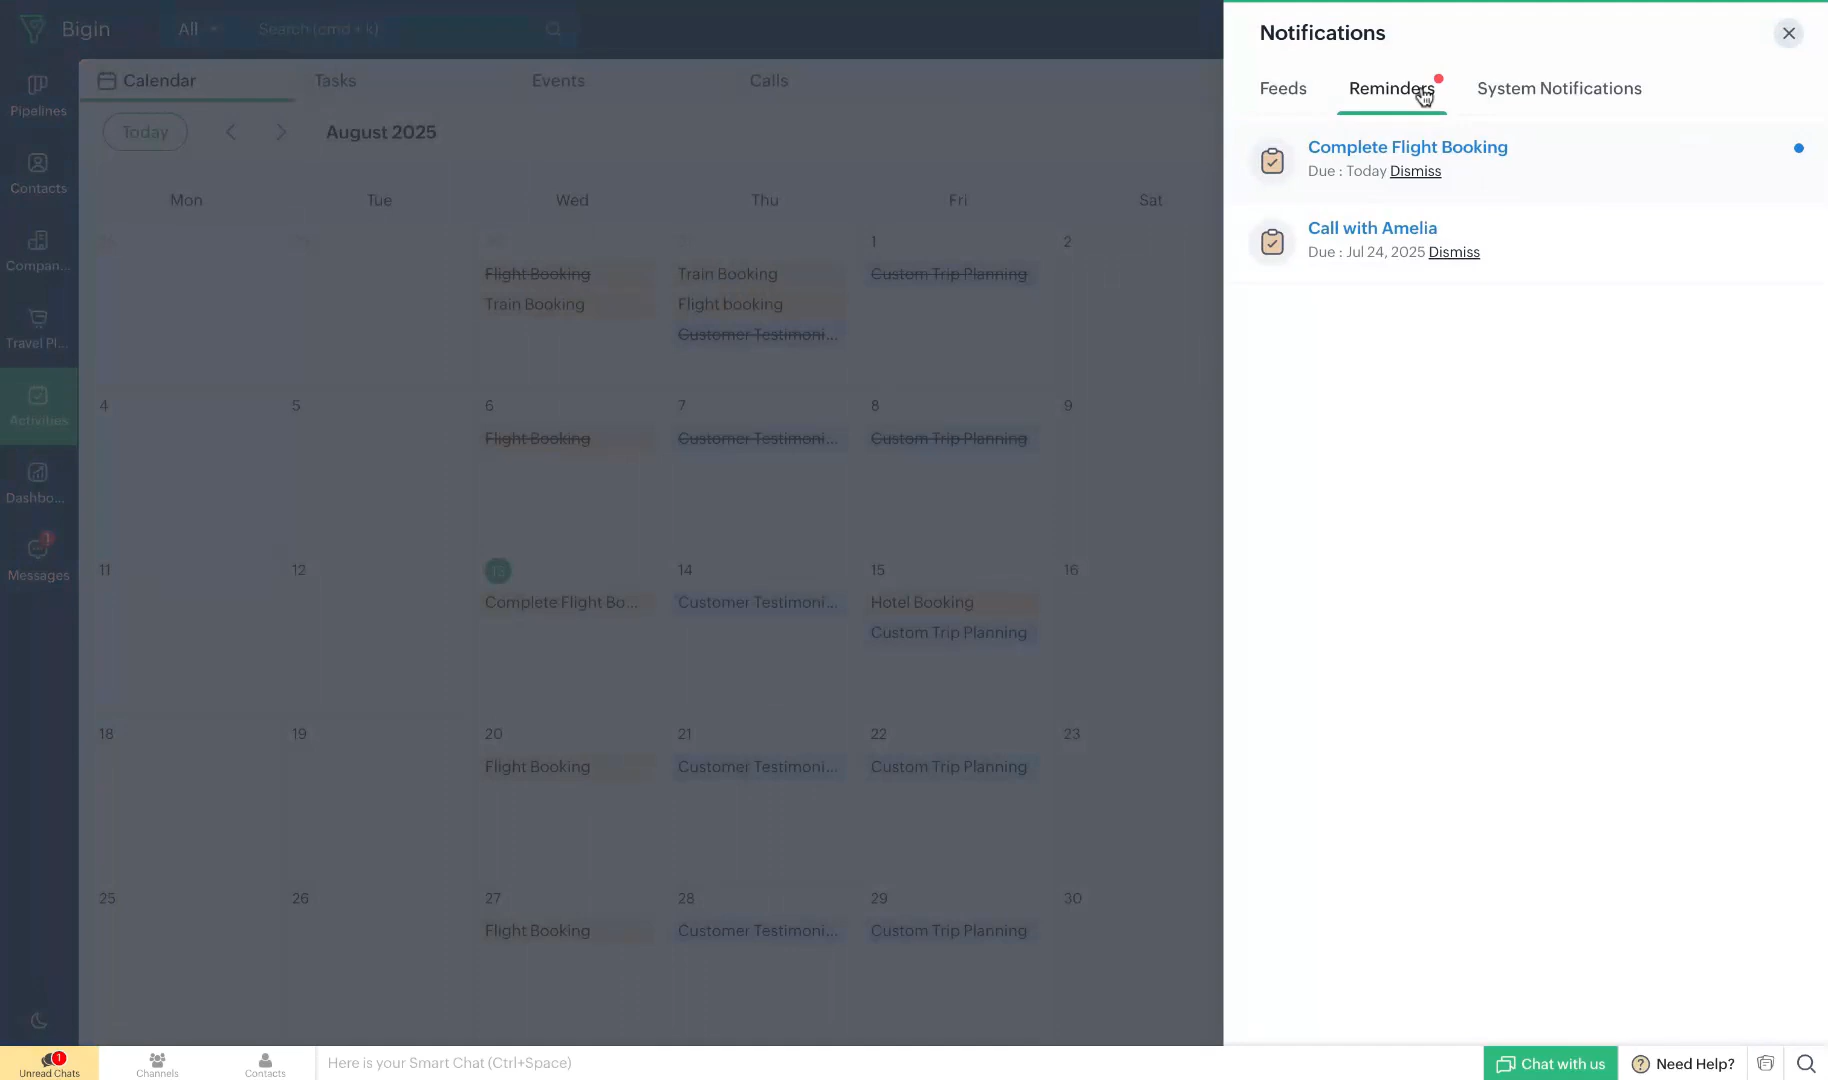 Bigin
All
Search (cmd + k)
Pipelines
Contacts
Compan...
Travel Pl...
Activities
Dashbo...
1
Messages
Calendar
Tasks
Events
Calls
Today
August 2025
Mon
Tue
Wed
Thu
Fri
Sat
1
2
Flight Booking
Train Booking
Custom Trip Planning
Train Booking
Flight booking
Customer Testimoni...
4
5
6
7
8
9
Flight Booking
Customer Testimoni...
Custom Trip Planning
11
12
13
14
15
16
Complete Flight Bo...
Customer Testimoni...
Hotel Booking
Custom Trip Planning
18
19
20
21
22
23
Flight Booking
Customer Testimoni...
Custom Trip Planning
25
26
27
28
29
30
Flight Booking
Customer Testimoni...
Custom Trip Planning
Notifications
Feeds
Reminders
System Notifications
Complete Flight Booking
Due : Today Dismiss
Call with Amelia
Due : Jul 24, 2025 Dismiss
1
Unread Chats
Channels
Contacts
Here is your Smart Chat (Ctrl+Space)
Chat with us
Need Help?